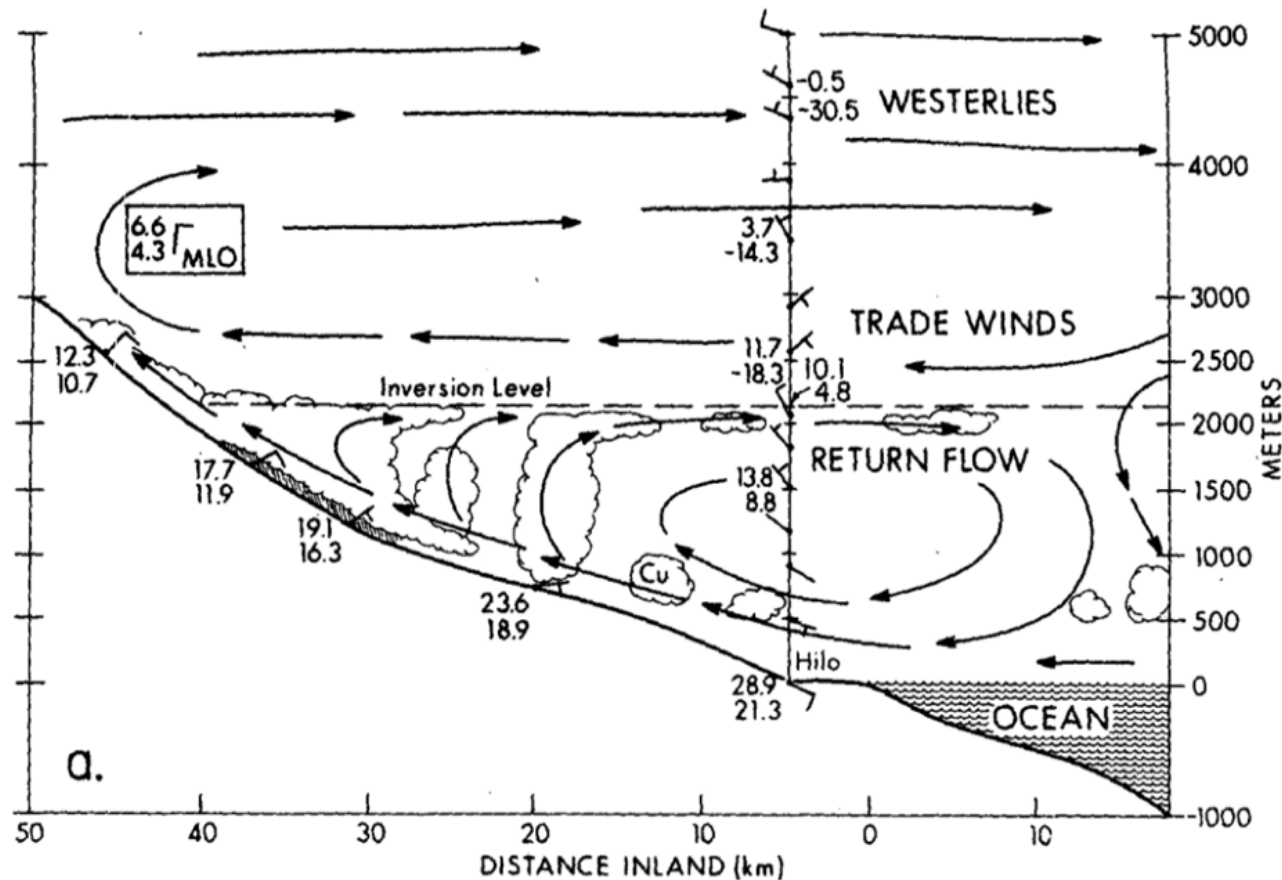 5000
-0.5
WESTERLIES
-30.5
4000
6.6
4.3 MLO
3.7
-14.3
3000
TRADE WINDS
12.3
10.7
11.7
-18.3
10.1
4.8
2500
Inversion Level
2000
METERS
17.7
11.9
13.8
8.8
RETURN FLOW
1500
19.1
16.3
1000
Cu
23.6
18.9
500
Hilo
28.9
21.3
0
OCEAN
a.
-1000
50 40 30 20 10 0 10
DISTANCE INLAND (km)